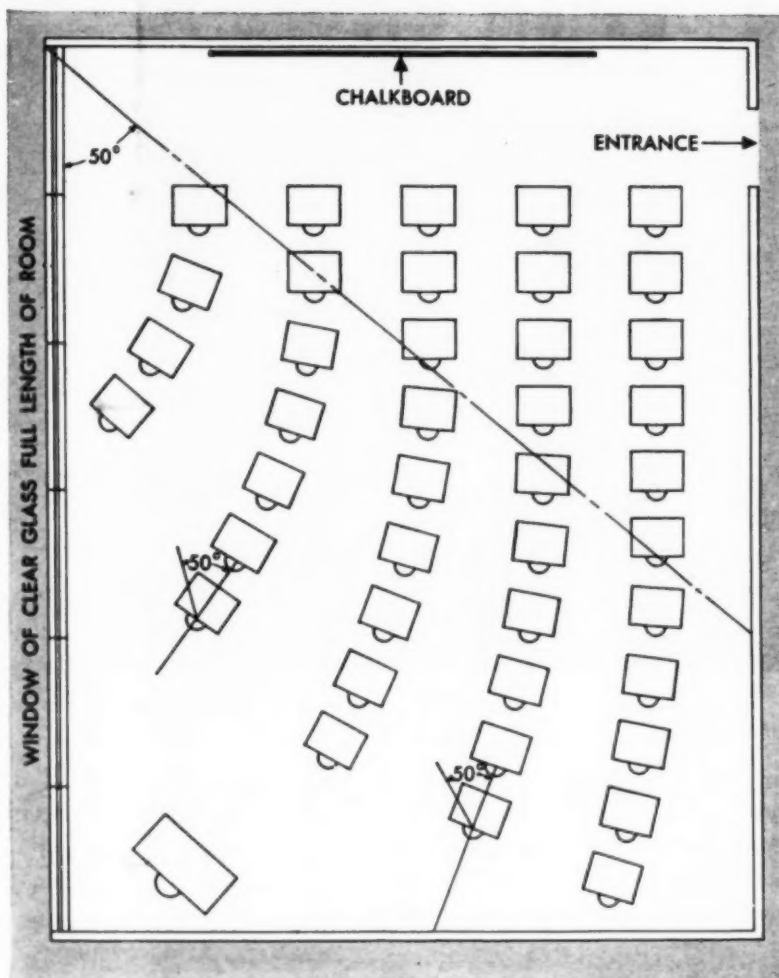 CHALKBOARD
ENTRANCE
50°
WINDOW OF CLEAR GLASS FULL LENGTH OF ROOM
50°
50°